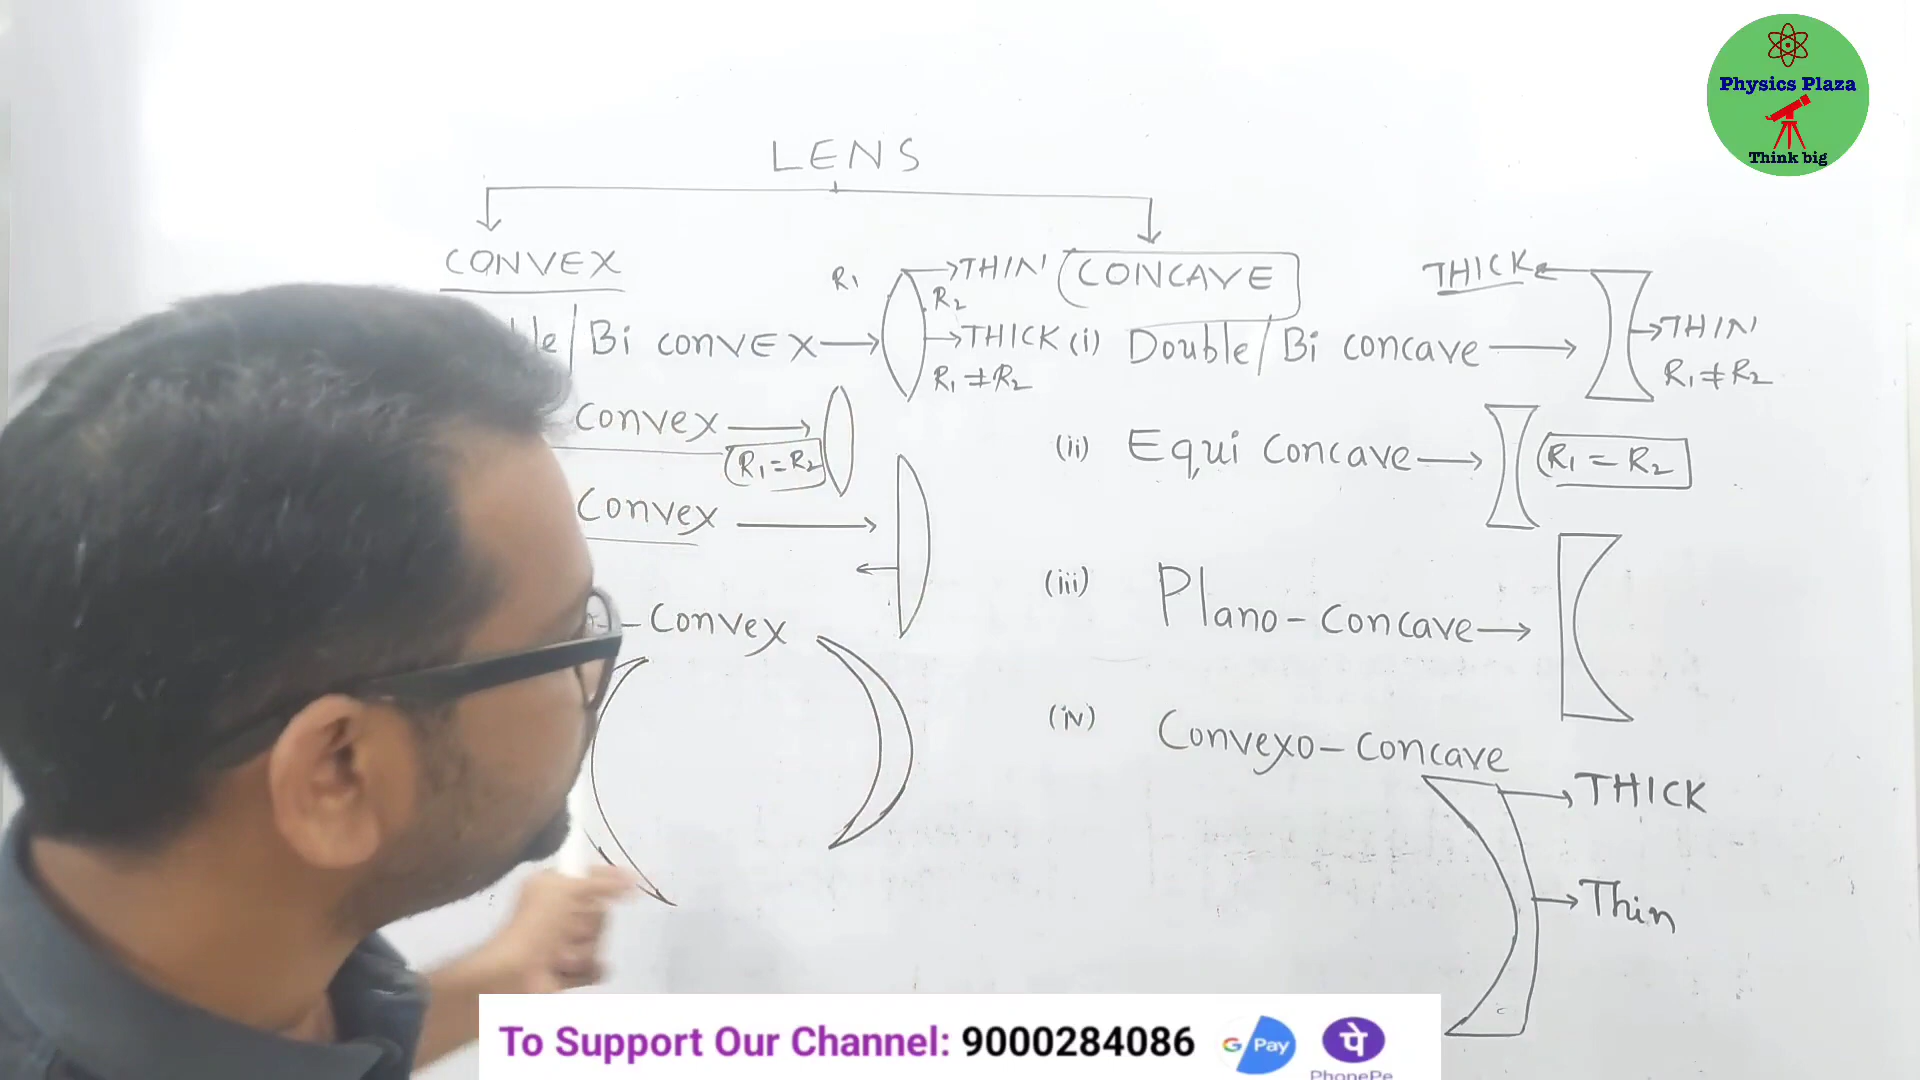 Physics Plaza
Think big
LENS
CONVEX
R1
THIN
R2
CONCAVE
THICK
/Bi convEX
THICK
R1 ≠ R2
(i) Double/Bi concave
THIN
R1 ≠ R2
Convex
R1 = R2
(ii) Equi Concave
R1 = R2
Convex
(iii) Plano-Concave
-Convex
(iv) Convexo-Concave
THICK
Thin
To Support Our Channel: 9000284086
G Pay
पे
PhonePe